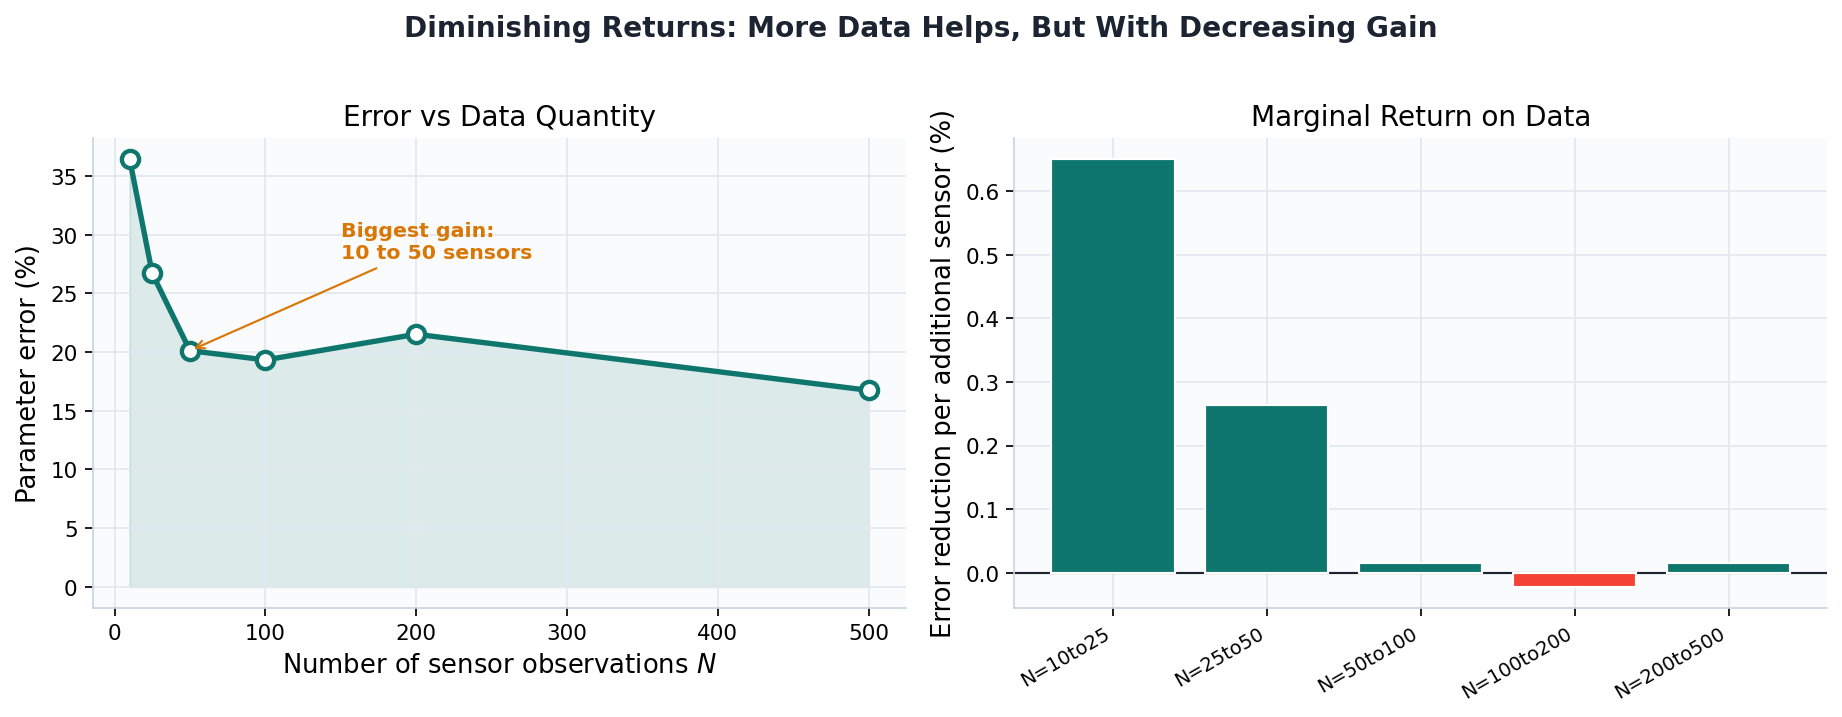 Diminishing Returns: More Data Helps, But With Decreasing Gain
Error vs Data Quantity
Parameter error (%)
35
30
25
20
15
10
5
0
Biggest gain:
10 to 50 sensors
0 100 200 300 400 500
Number of sensor observations N
Marginal Return on Data
Error reduction per additional sensor (%)
0.6
0.5
0.4
0.3
0.2
0.1
0.0
N=10to25 N=25to50 N=50to100 N=100to200 N=200to500